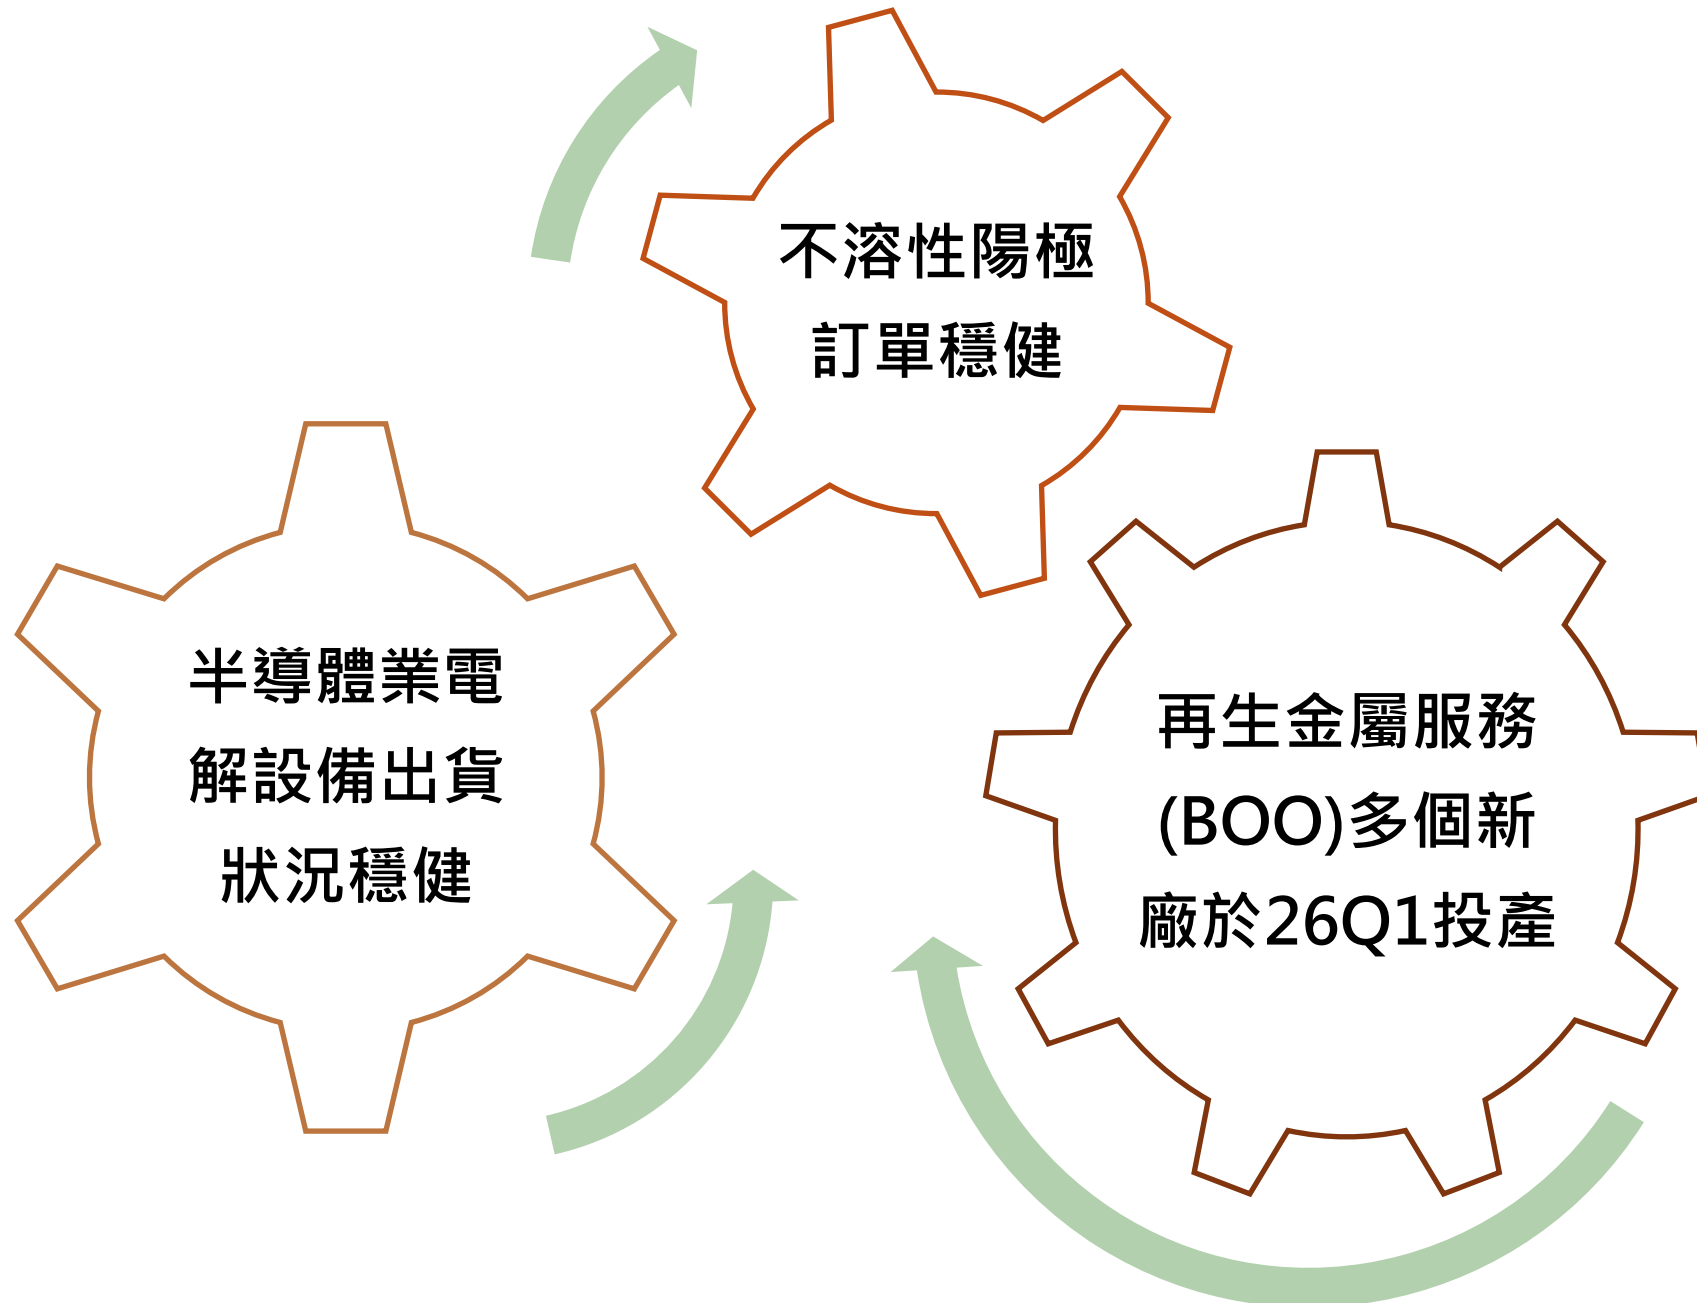 不溶性陽極
訂單穩健
半導體業電
解設備出貨
狀況穩健
再生金屬服務
(BOO)多個新
廠於26Q1投產